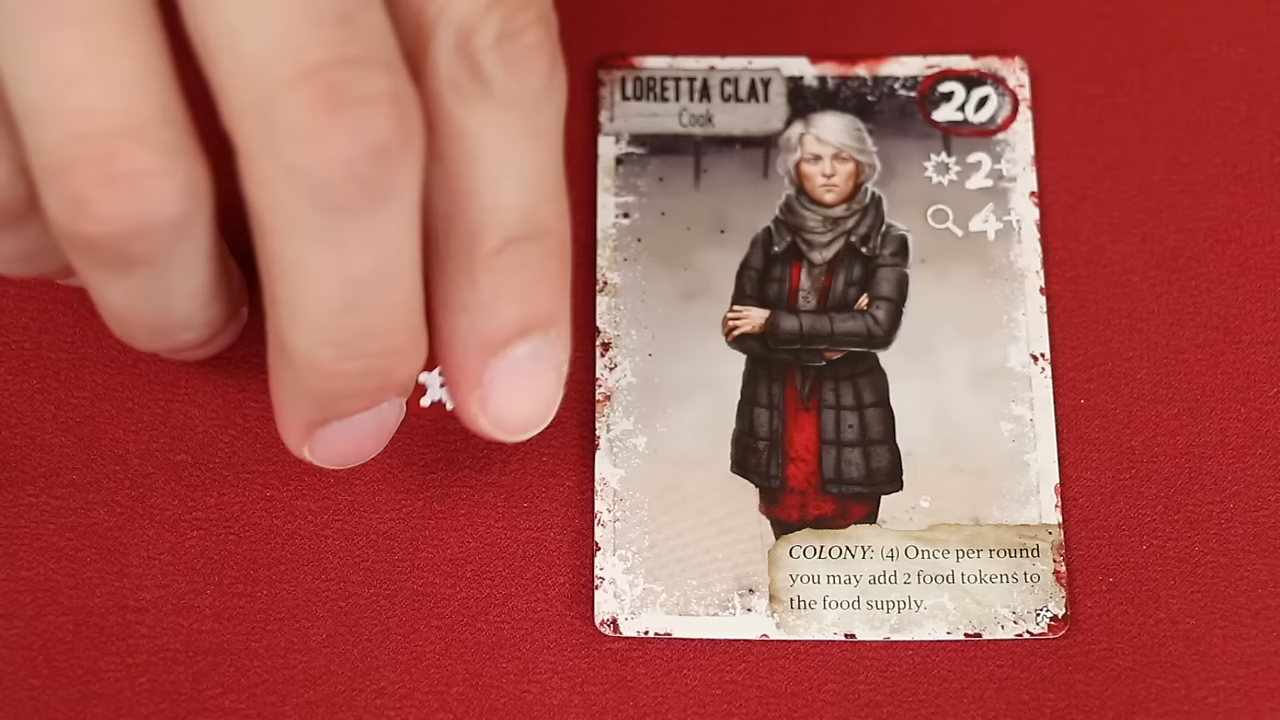 LORETTA CLAY
Cook
20
2+
4+
COLONY: (4) Once per round
you may add 2 food tokens to
the food supply.